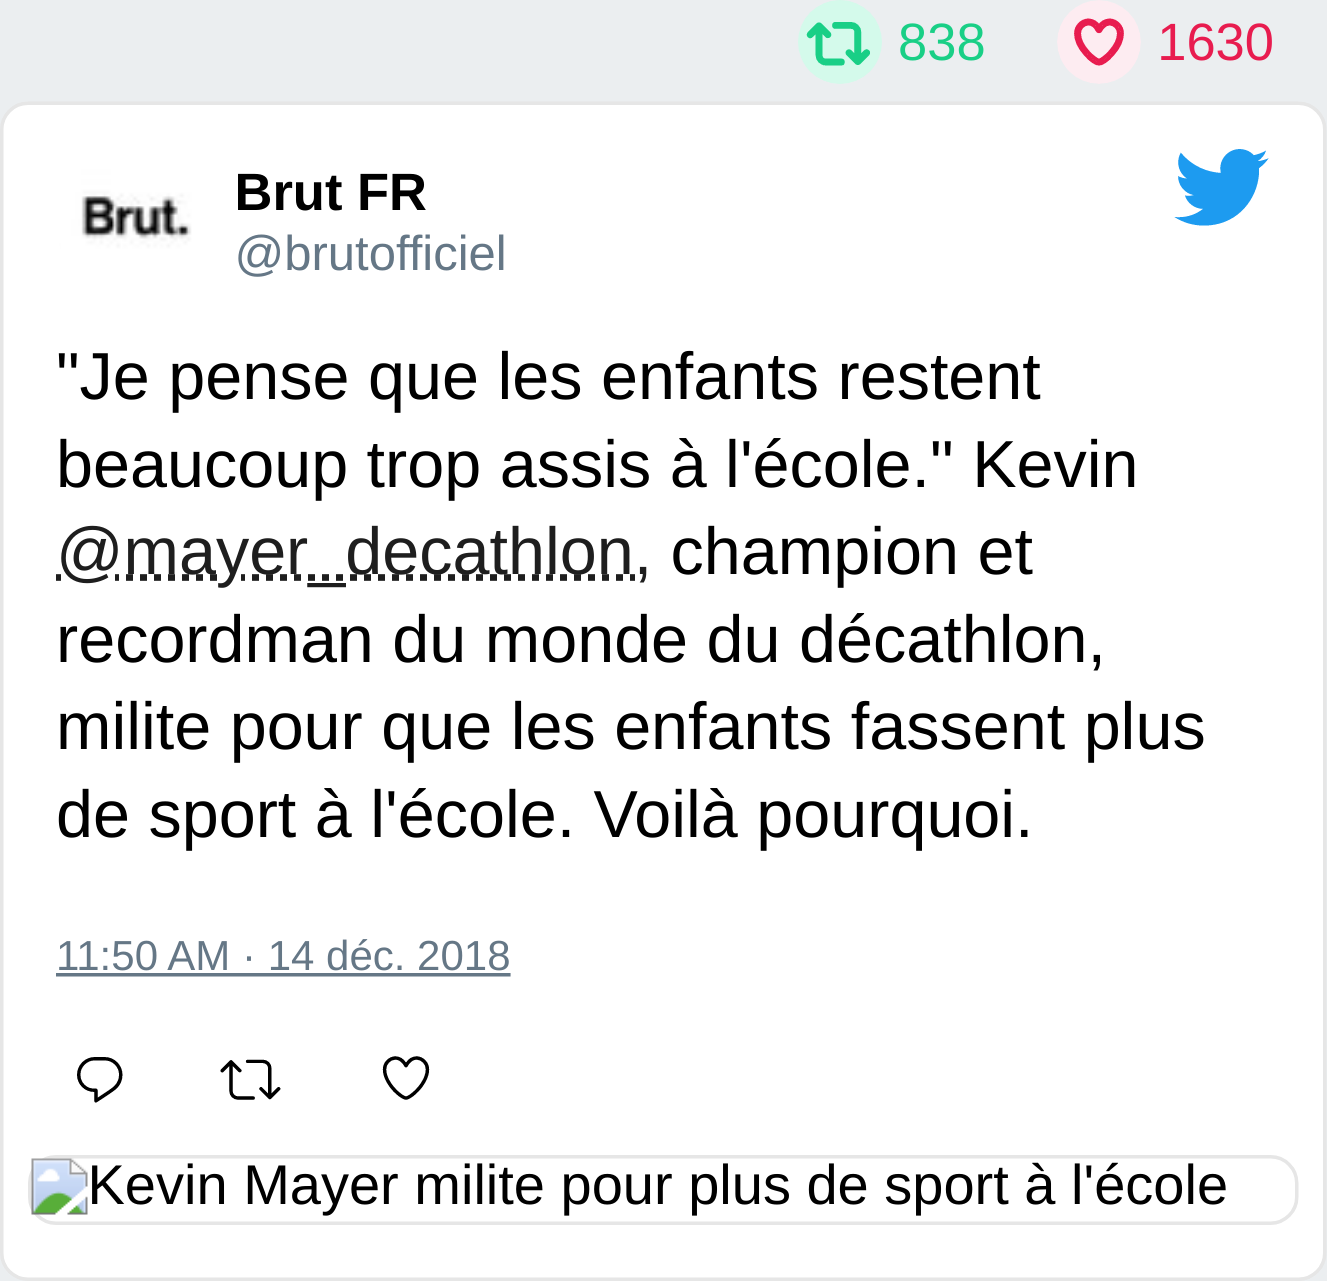 838 1630
Brut.
Brut FR
@brutofficiel
"Je pense que les enfants restent
beaucoup trop assis à l'école." Kevin
@mayer_decathlon, champion et
recordman du monde du décathlon,
milite pour que les enfants fassent plus
de sport à l'école. Voilà pourquoi.
11:50 AM · 14 déc. 2018
Kevin Mayer milite pour plus de sport à l'école